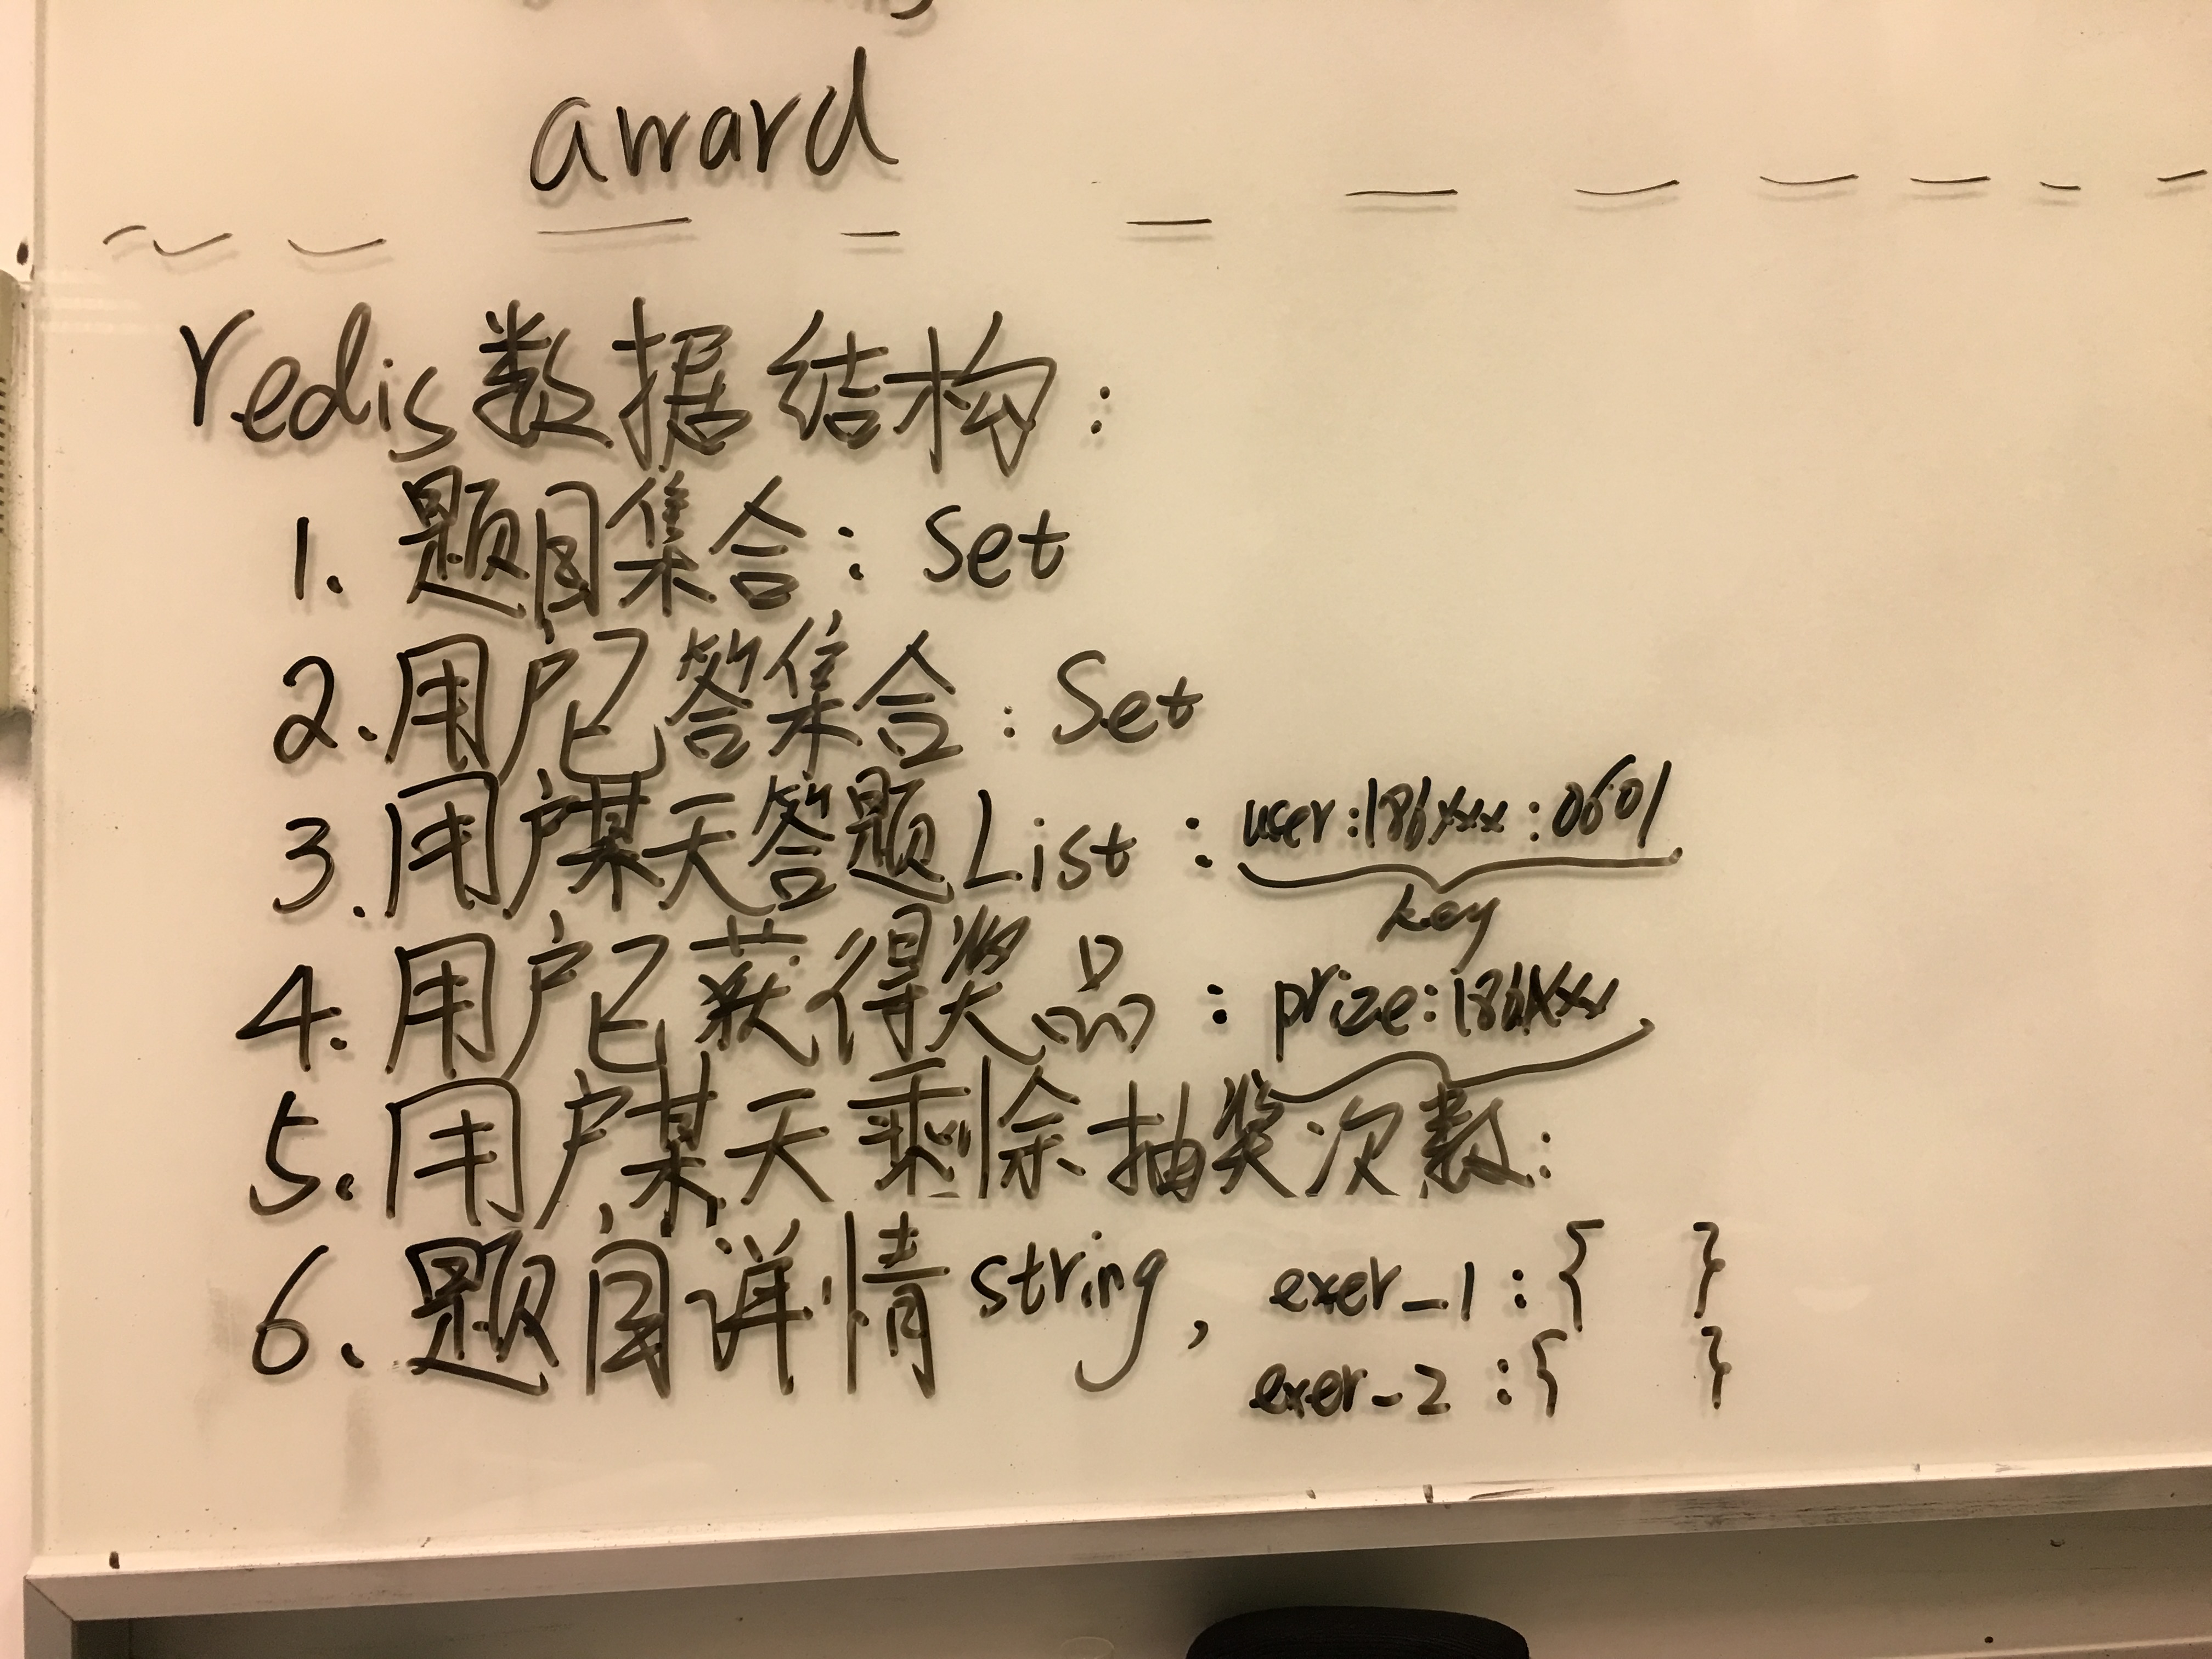 award
redis数据结构：
1. 题目集合：Set
2. 用户已答集合：Set
3. 用户某天答题List：user:186xxx:0601
key
4. 用户已获得奖品：prize:186xxx
5. 用户某天剩余抽奖次数：
6. 题目详情string， exer_1：{ }
exer_2：{ }